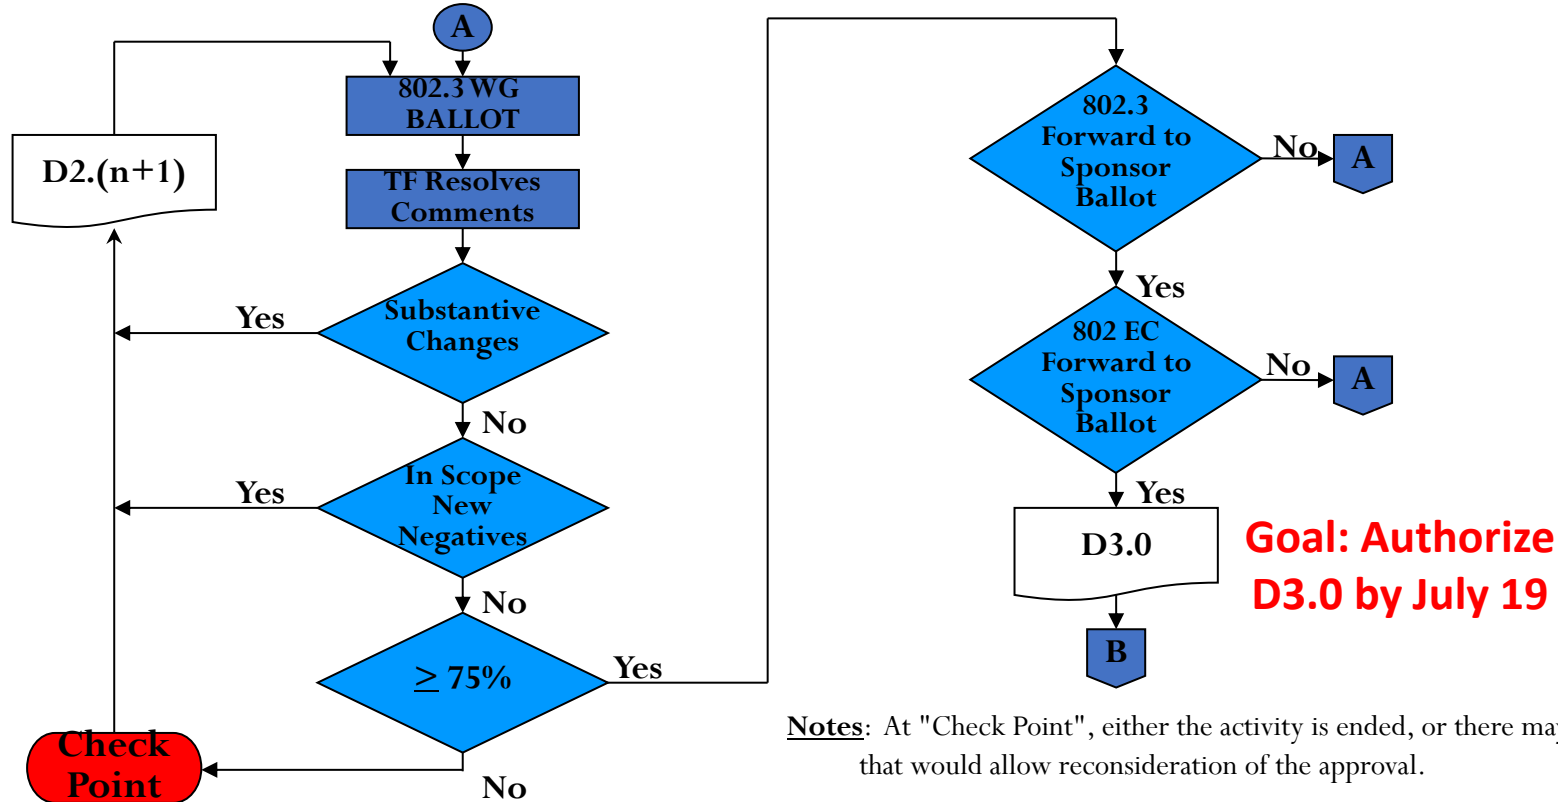 A
802.3 WG
BALLOT
D2.(n+1)
TF Resolves
Comments
Substantive
Changes
Yes
No
In Scope
New
Negatives
Yes
No
≥ 75%
Yes
No
Check
Point
802.3
Forward to
Sponsor
Ballot
No
A
Yes
802 EC
Forward to
Sponsor
Ballot
No
A
Yes
D3.0
B
Goal: Authorize
D3.0 by July 19
Notes: At "Check Point", either the activity is ended, or there may
that would allow reconsideration of the approval.